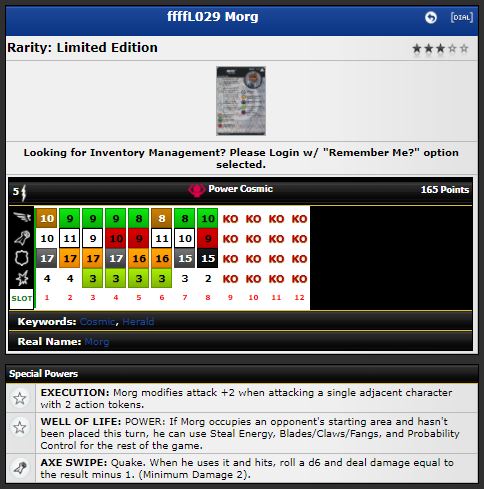 ffffL029 Morg
[DIAL]
Rarity: Limited Edition
Looking for Inventory Management? Please Login w/ "Remember Me?" option
selected.
5 Power Cosmic 165 Points
10 9 9 9 8 8 8 10 KO KO KO KO
10 11 9 10 9 11 10 9 KO KO KO KO
17 17 17 17 16 16 15 15 KO KO KO KO
4 4 3 3 3 3 3 2 KO KO KO KO
SLOT 1 2 3 4 5 6 7 8 9 10 11 12
Keywords: Cosmic, Herald
Real Name: Morg
Special Powers
EXECUTION: Morg modifies attack +2 when attacking a single adjacent character
with 2 action tokens.
WELL OF LIFE: POWER: If Morg occupies an opponent's starting area and hasn't
been placed this turn, he can use Steal Energy, Blades/Claws/Fangs, and Probability
Control for the rest of the game.
AXE SWIPE: Quake. When he uses it and hits, roll a d6 and deal damage equal to
the result minus 1. (Minimum Damage 2).